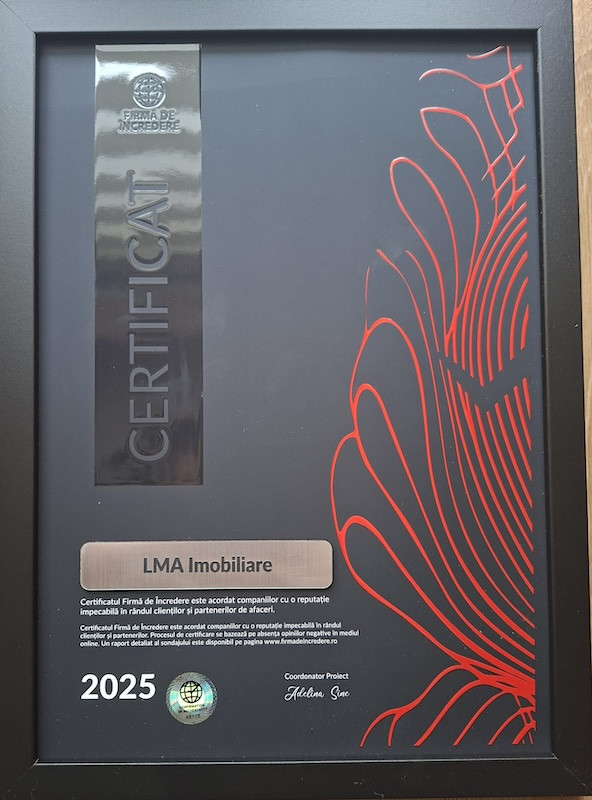 FIRMA DE
ÎNCREDERE
CERTIFICAT
LMA Imobiliare
Certificatul Firmă de Încredere este acordat companiilor cu o reputație
impecabilă în rândul clienților și partenerilor de afaceri.
Certificatul Firmă de Încredere este acordat companiilor cu o reputație impecabilă în rândul
clienților și partenerilor. Procesul de certificare se bazează pe absența opiniilor negative în mediul
online. Un raport detaliat al sondajului este disponibil pe pagina www.firmadeincredere.ro
2025
Coordonator Proiect
Adelina Sinc